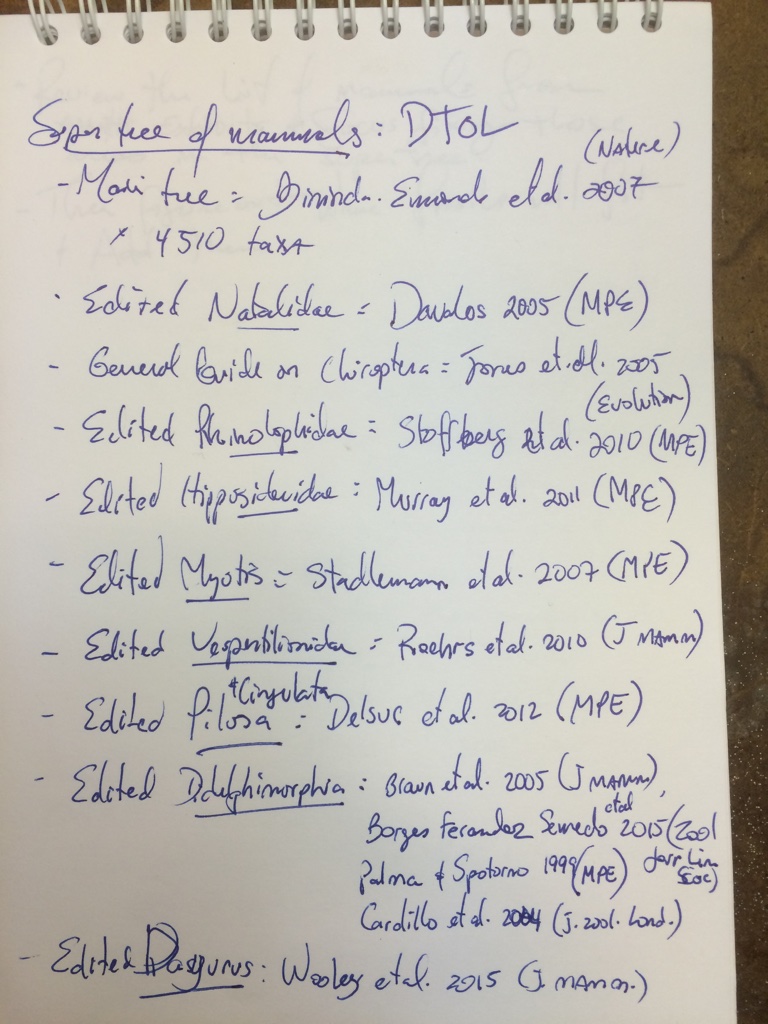 Super tree of mammals: DTOL
(Nature)
- Main tree = Bininda-Emonds et al. 2007
* 4510 taxa
- Edited Natalidae = Davalos 2005 (MPE)
- General Guide on Chiroptera = Jones et al. 2005
(Evolution)
- Edited Rhinolophidae = Stoffberg et al. 2010 (MPE)
- Edited Hipposideridae : Murray et al. 2011 (MPE)
- Edited Myotis = Stadlemann et al. 2007 (MPE)
- Edited Vespertilionidae = Roehrs et al. 2010 (J Mamm)
+ Cingulata
- Edited Pilosa : Delsuc et al. 2012 (MPE)
- Edited Didelphimorphia : Braun et al. 2005 (J Mamm),
et al
Borges Ferandez Semedo 2015 (Zool
Palma & Spotorno 1999 (MPE) Jour Lin
Soc)
Cardillo et al. 2004 (J. Zool. Lond.)
- Edited Dasyurus : Wooley et al. 2015 (J. Mamm.)